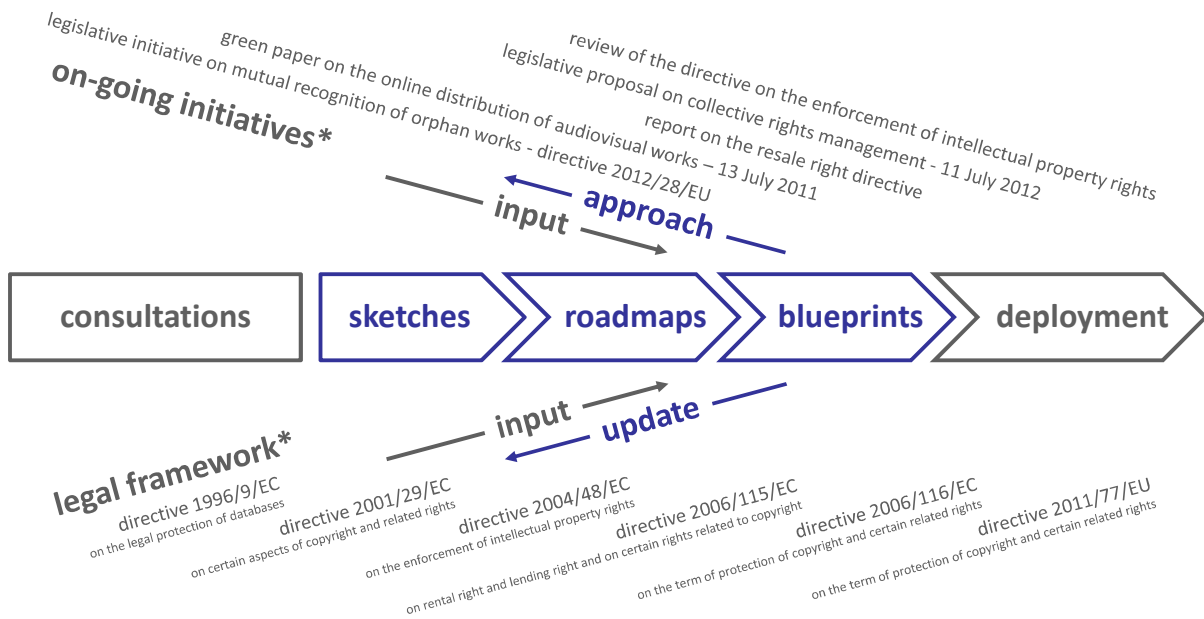 review of the directive on the enforcement of intellectual property rights
legislative proposal on collective rights management - 11 July 2012
report on the resale right directive
green paper on the online distribution of audiovisual works – 13 July 2011
legislative initiative on mutual recognition of orphan works - directive 2012/28/EU
on-going initiatives*
approach
input
consultations
sketches
roadmaps
blueprints
deployment
input
update
legal framework*
directive 1996/9/EC
on the legal protection of databases
directive 2001/29/EC
on certain aspects of copyright and related rights
directive 2004/48/EC
on the enforcement of intellectual property rights
directive 2006/115/EC
on rental right and lending right and on certain rights related to copyright
directive 2006/116/EC
on the term of protection of copyright and certain related rights
directive 2011/77/EU
on the term of protection of copyright and certain related rights